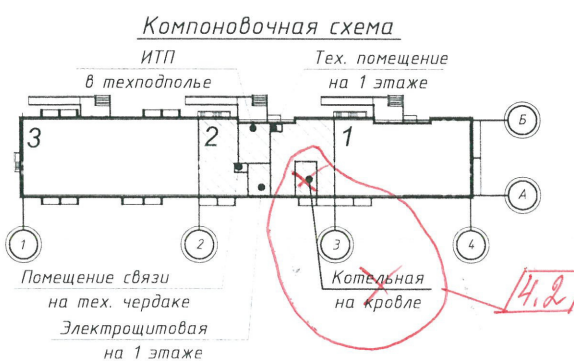 Компоновочная схема
ИТП
в техподполье
Тех. помещение
на 1 этаже
3
2
1
Б
А
1
2
3
4
Помещение связи
на тех. чердаке
Котельная
на кровле
4.2
Электрощитовая
на 1 этаже